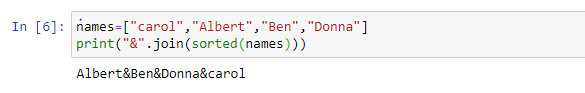 In [6]: names=["carol","Albert","Ben","Donna"]
print("&".join(sorted(names)))
Albert&Ben&Donna&carol